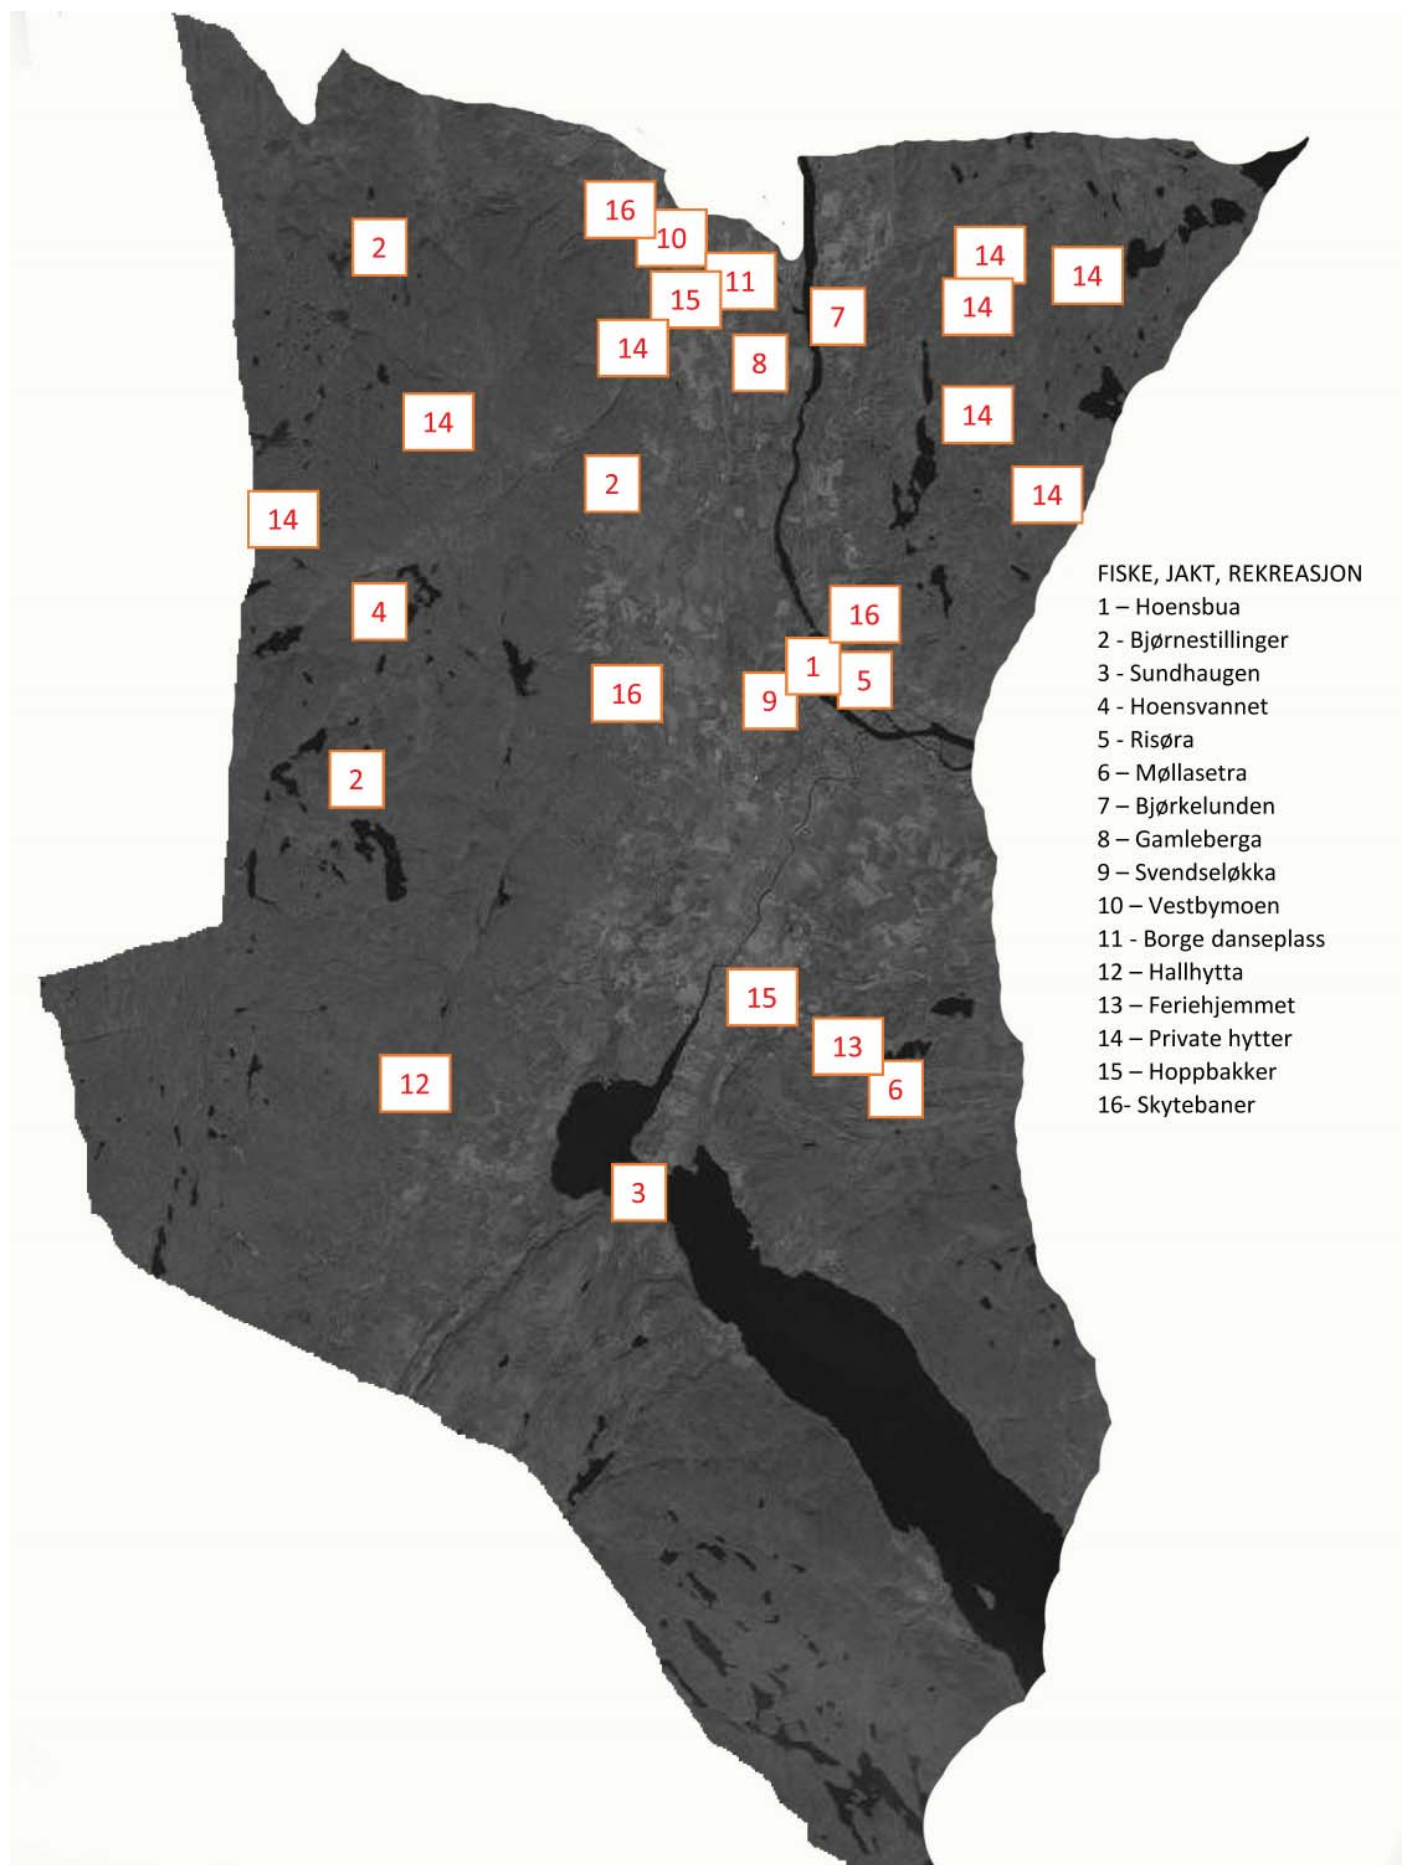 16
2
10
14
11
14
15
14
7
14
8
14
14
2
14
14
FISKE, JAKT, REKREASJON
1 – Hoensbua
2 - Bjørnestillinger
3 - Sundhaugen
4 - Hoensvannet
5 - Risøra
6 – Møllasetra
7 – Bjørkelunden
8 – Gamleberga
9 – Svendseløkka
10 – Vestbymoen
11 - Borge danseplass
12 – Hallhytta
13 – Feriehjemmet
14 – Private hytter
15 – Hoppbakker
16- Skytebaner
4
16
1
5
16
9
2
15
13
12
6
3